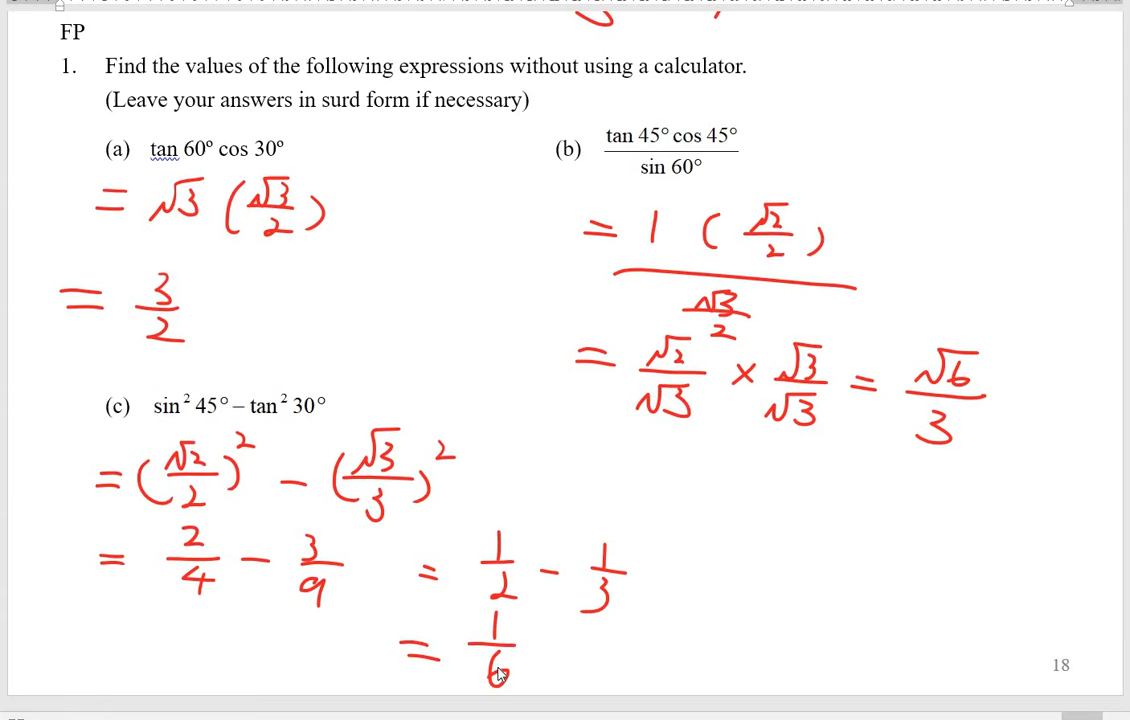 FP
1. Find the values of the following expressions without using a calculator.
(Leave your answers in surd form if necessary)
(a) tan 60º cos 30º
= √3 (√3/2)
= 3/2
(b) tan 45° cos 45° / sin 60°
= 1 (√2/2) / (√3/2)
= √2/√3 × √3/√3 = √6/3
(c) sin² 45° – tan² 30°
= (√2/2)² – (√3/3)²
= 2/4 – 3/9 = 1/2 – 1/3
= 1/6
18